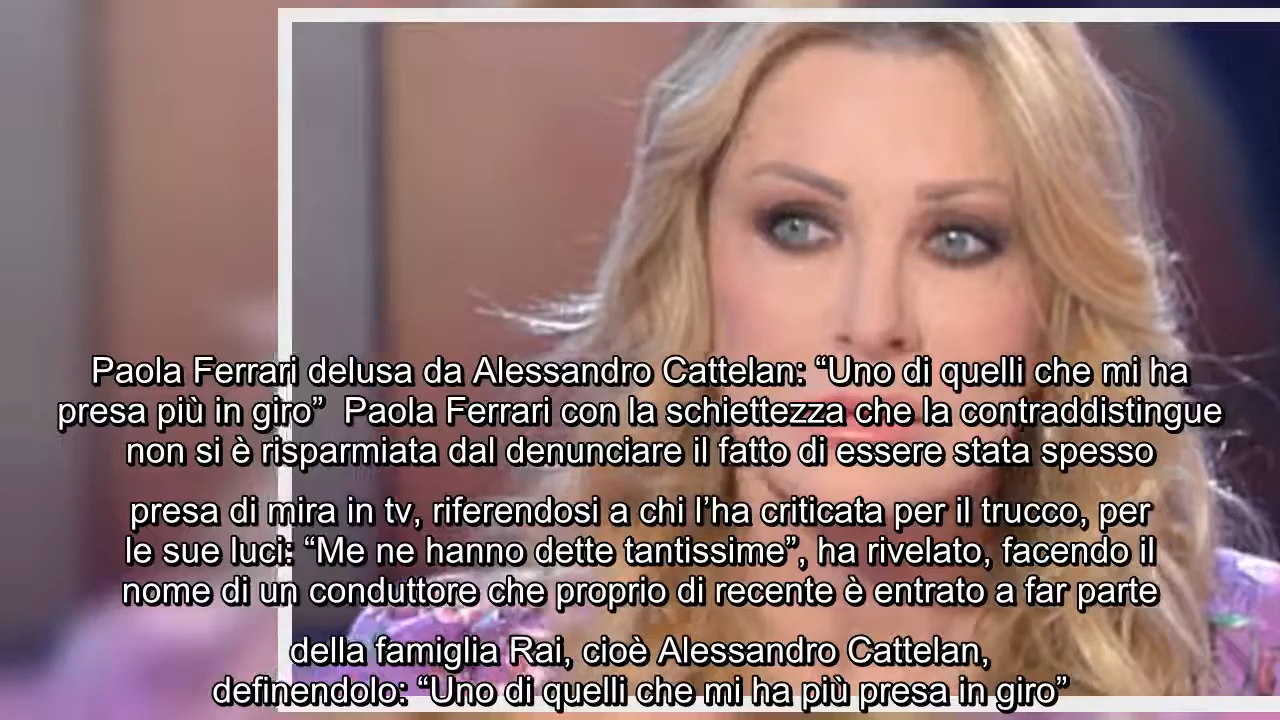 Paola Ferrari delusa da Alessandro Cattelan: “Uno di quelli che mi ha
presa più in giro”  Paola Ferrari con la schiettezza che la contraddistingue
non si è risparmiata dal denunciare il fatto di essere stata spesso
presa di mira in tv, riferendosi a chi l’ha criticata per il trucco, per
le sue luci: “Me ne hanno dette tantissime”, ha rivelato, facendo il
nome di un conduttore che proprio di recente è entrato a far parte
della famiglia Rai, cioè Alessandro Cattelan,
definendolo: “Uno di quelli che mi ha più presa in giro”